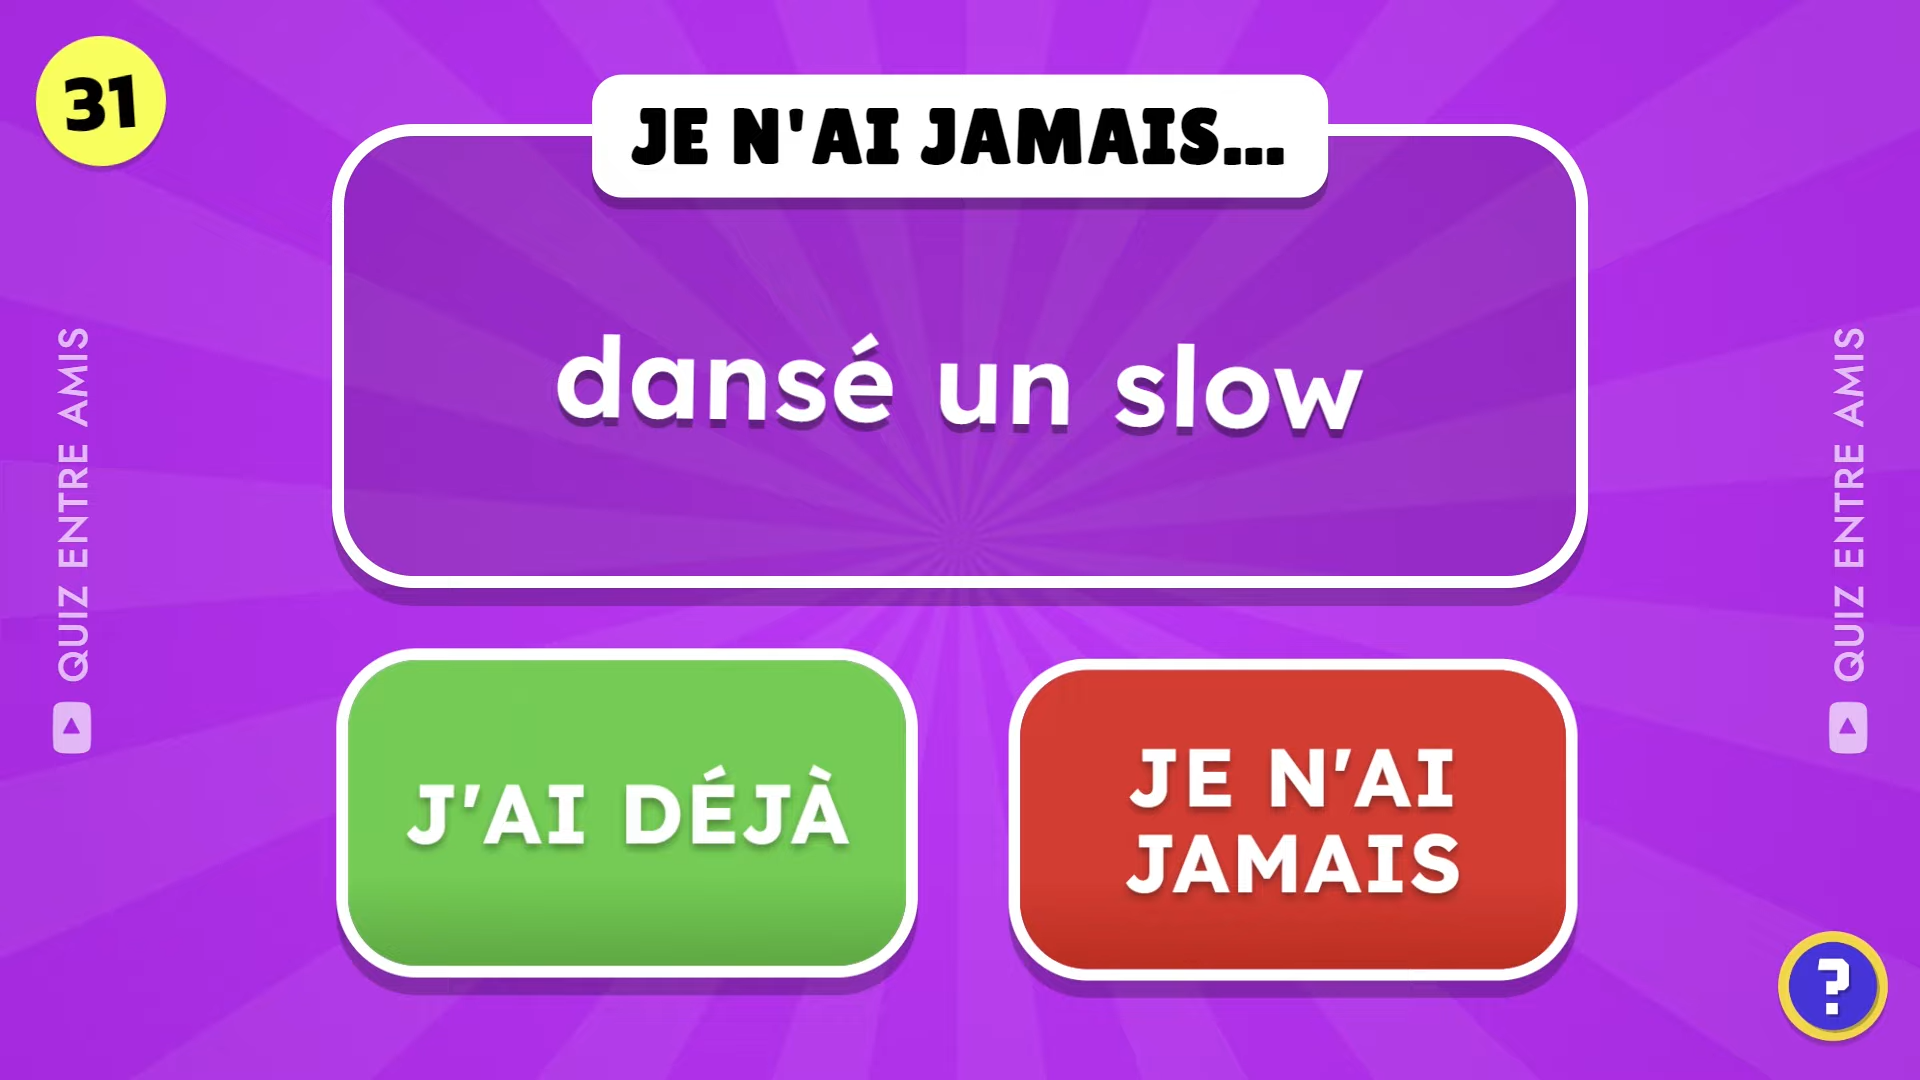 31
JE N'AI JAMAIS...
dansé un slow
J'AI DÉJÀ
JE N'AI
JAMAIS
QUIZ ENTRE AMIS
QUIZ ENTRE AMIS
?